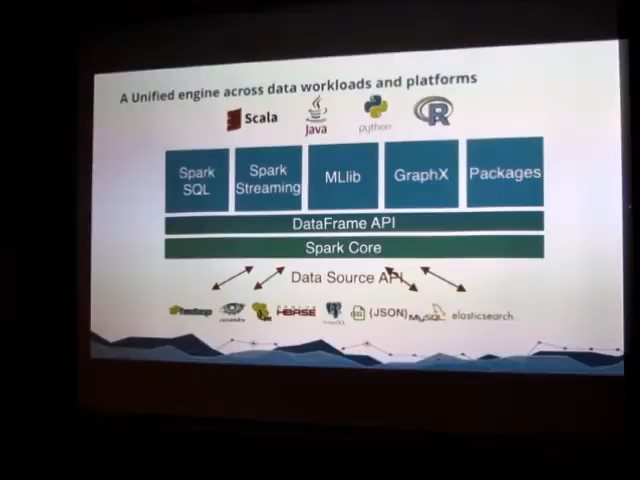 A Unified engine across data workloads and platforms
Scala
Java
python
R
Spark SQL
Spark Streaming
MLlib
GraphX
Packages
DataFrame API
Spark Core
Data Source API
cassandra
HBASE
{JSON}
MySQL
elasticsearch.